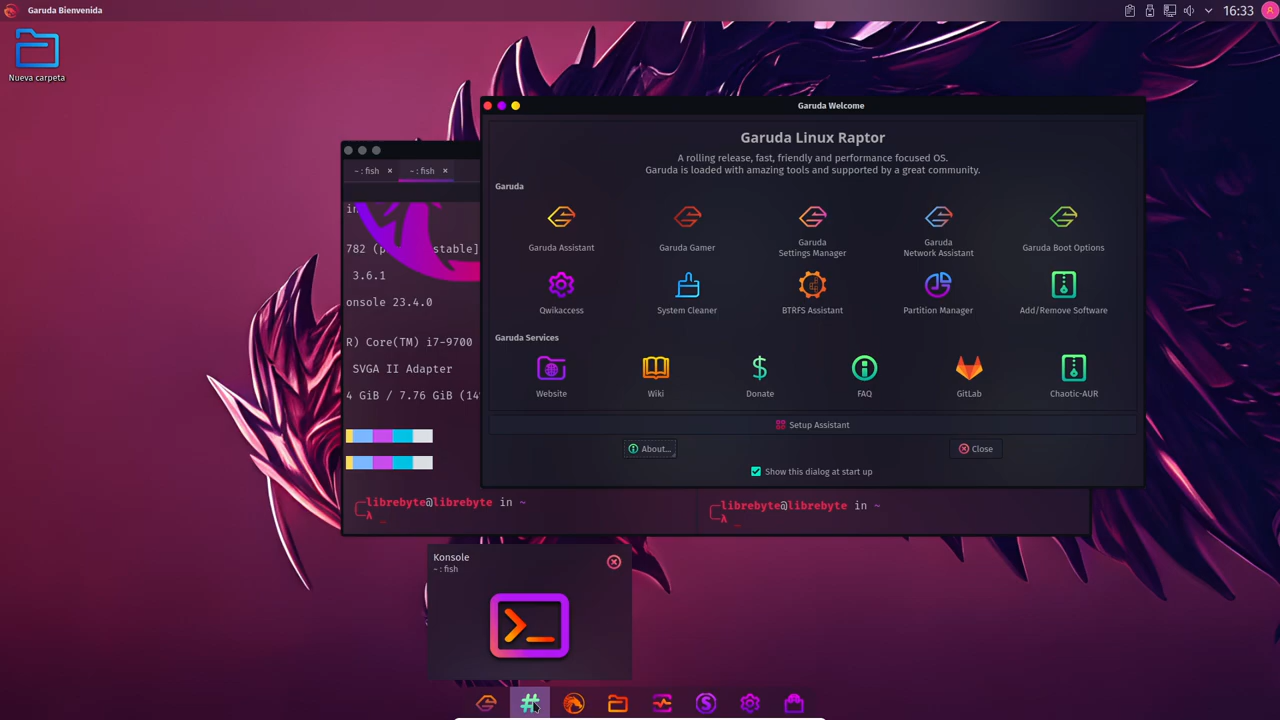 Garuda Bienvenida
16:33
Nueva carpeta
Garuda Welcome
Garuda Linux Raptor
A rolling release, fast, friendly and performance focused OS.
Garuda is loaded with amazing tools and supported by a great community.
Garuda
Garuda Assistant
Garuda Gamer
Garuda
Settings Manager
Garuda
Network Assistant
Garuda Boot Options
Qwikaccess
System Cleaner
BTRFS Assistant
Partition Manager
Add/Remove Software
Garuda Services
Website
Wiki
Donate
FAQ
GitLab
Chaotic-AUR
Setup Assistant
About...
Close
Show this dialog at start up
~ : fish
~ : fish
in
782 (p stable]
3.6.1
onsole 23.4.0
R) Core(TM) i7-9700
SVGA II Adapter
4 GiB / 7.76 GiB (14%
librebyte@librebyte in ~
λ _
librebyte@librebyte in ~
λ _
Konsole
~ : fish